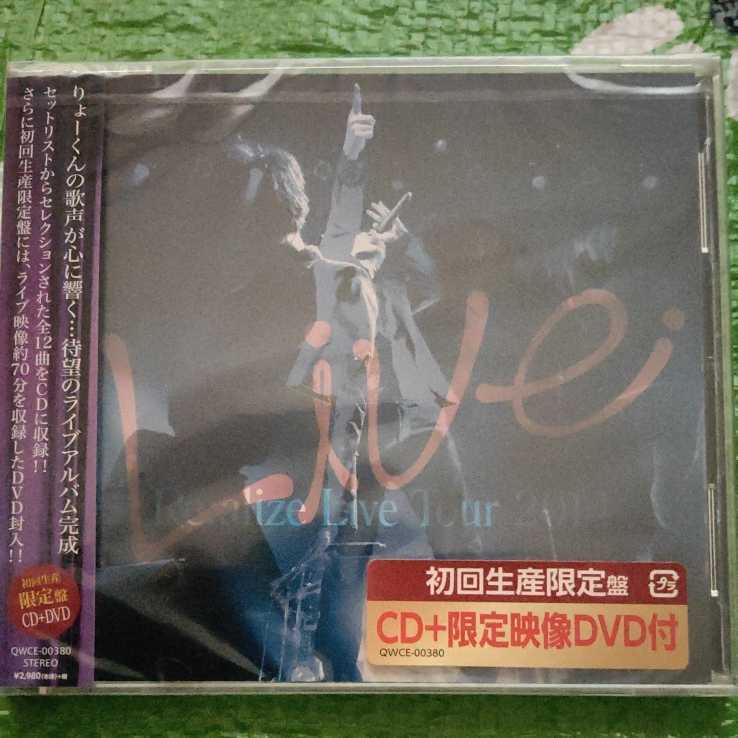 りょーくんの歌声が心に響く…待望のライブアルバム完成
セットリストからセレクションされた全12曲をCDに収録!!
さらに初回生産限定盤には、ライブ映像約70分を収録したDVD封入!!
初回生産
限定盤
CD+DVD
QWCE-00380
STEREO
¥2,980(本体)+税
Live
Live Tour
初回生産限定盤
CD+限定映像DVD付
QWCE-00380